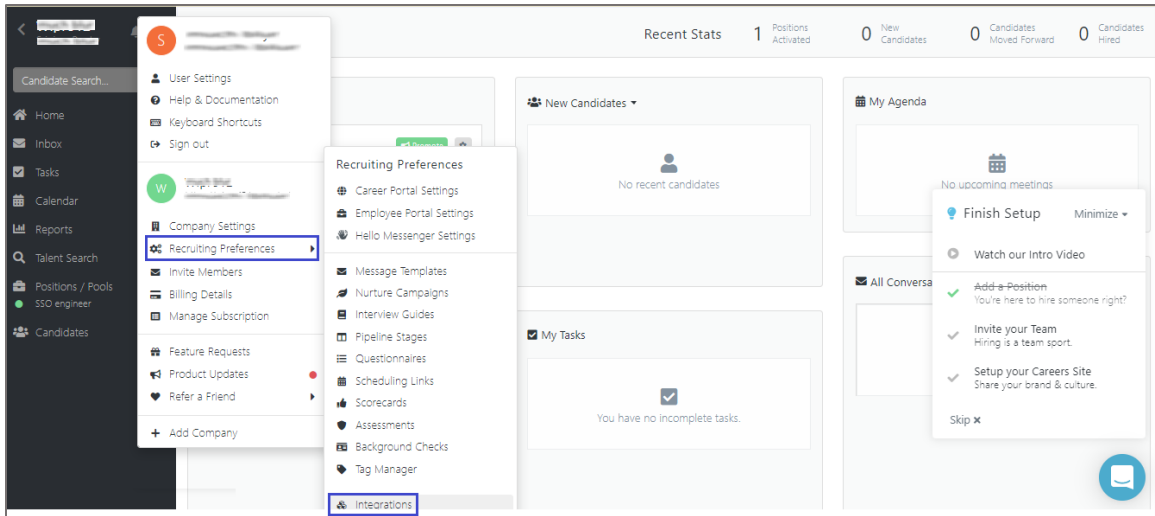 Candidate Search...
Home
Inbox
Tasks
Calendar
Reports
Talent Search
Positions / Pools
SSO engineer
Candidates
S
User Settings
Help & Documentation
Keyboard Shortcuts
Sign out
W
Company Settings
Recruiting Preferences
Invite Members
Billing Details
Manage Subscription
Feature Requests
Product Updates
Refer a Friend
+ Add Company
Recruiting Preferences
Career Portal Settings
Employee Portal Settings
Hello Messenger Settings
Message Templates
Nurture Campaigns
Interview Guides
Pipeline Stages
Questionnaires
Scheduling Links
Scorecards
Assessments
Background Checks
Tag Manager
Integrations
Recent Stats
1 Positions Activated
0 New Candidates
0 Candidates Moved Forward
0 Candidates Hired
New Candidates
No recent candidates
My Agenda
No upcoming meetings
My Tasks
You have no incomplete tasks.
All Conversa
Finish Setup
Minimize
Watch our Intro Video
Add a Position
You're here to hire someone right?
Invite your Team
Hiring is a team sport.
Setup your Careers Site
Share your brand & culture.
Skip ×